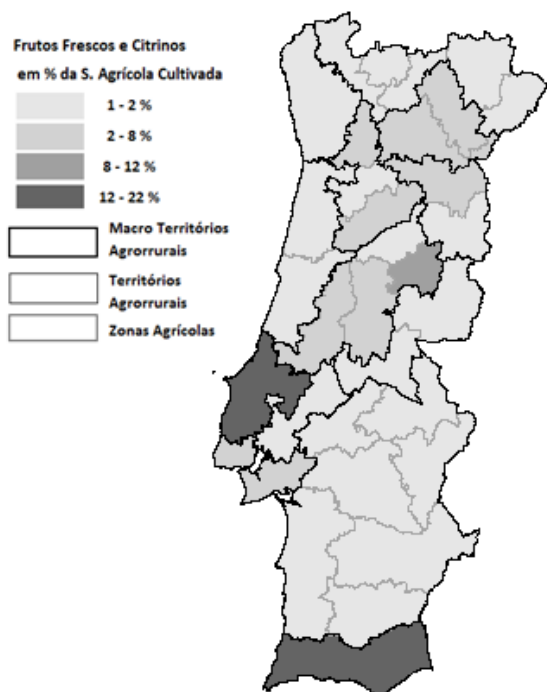 Frutos Frescos e Citrinos
em % da S. Agrícola Cultivada
1 - 2 %
2 - 8 %
8 - 12 %
12 - 22 %
Macro Territórios
Agrorrurais
Territórios
Agrorrurais
Zonas Agrícolas